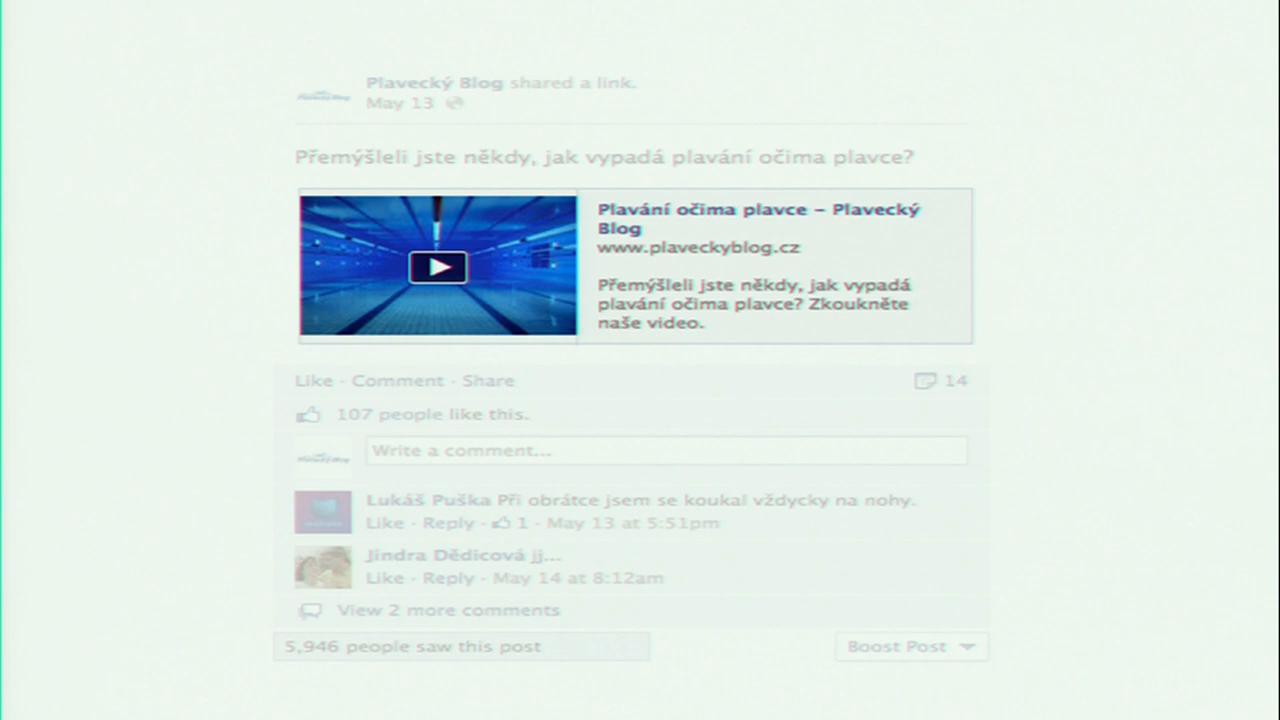 Plavecký Blog shared a link.
May 13
Přemýšleli jste někdy, jak vypadá plavání očima plavce?
Plavání očima plavce – Plavecký
Blog
www.plaveckyblog.cz
Přemýšleli jste někdy, jak vypadá
plavání očima plavce? Zkoukněte
naše video.
Like · Comment · Share 14
107 people like this.
Write a comment...
Lukáš Puška Při obrátce jsem se koukal vždycky na nohy.
Like · Reply · 1 · May 13 at 5:51pm
Jindra Dědicová jj...
Like · Reply · May 14 at 8:12am
View 2 more comments
5,946 people saw this post Boost Post